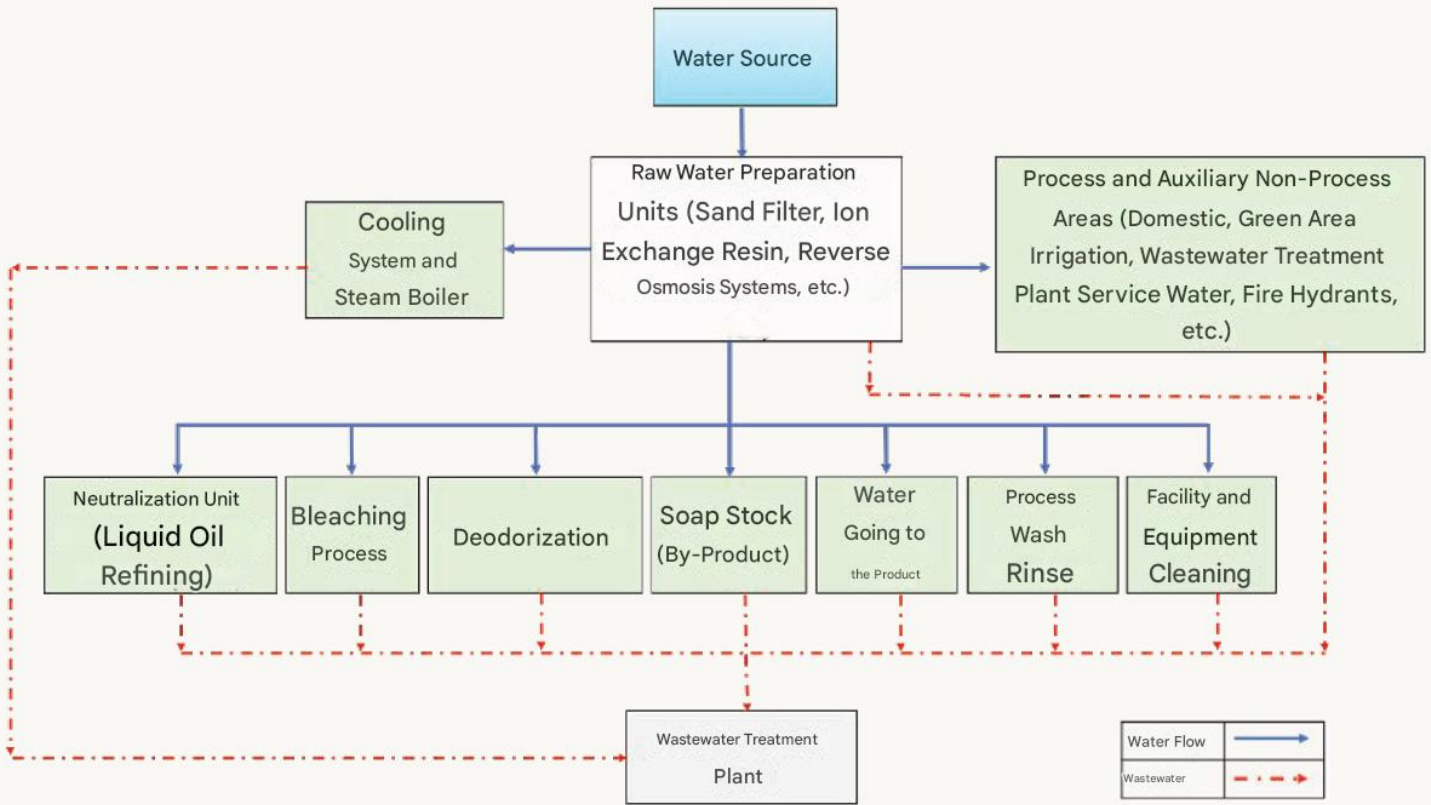 Water Source
Raw Water Preparation
Units (Sand Filter, Ion
Exchange Resin, Reverse
Osmosis Systems, etc.)
Cooling
System and
Steam Boiler
Process and Auxiliary Non-Process
Areas (Domestic, Green Area
Irrigation, Wastewater Treatment
Plant Service Water, Fire Hydrants,
etc.)
Neutralization Unit
(Liquid Oil
Refining)
Bleaching
Process
Deodorization
Soap Stock
(By-Product)
Water
Going to
the Product
Process
Wash
Rinse
Facility and
Equipment
Cleaning
Wastewater Treatment
Plant
Water Flow
Wastewater